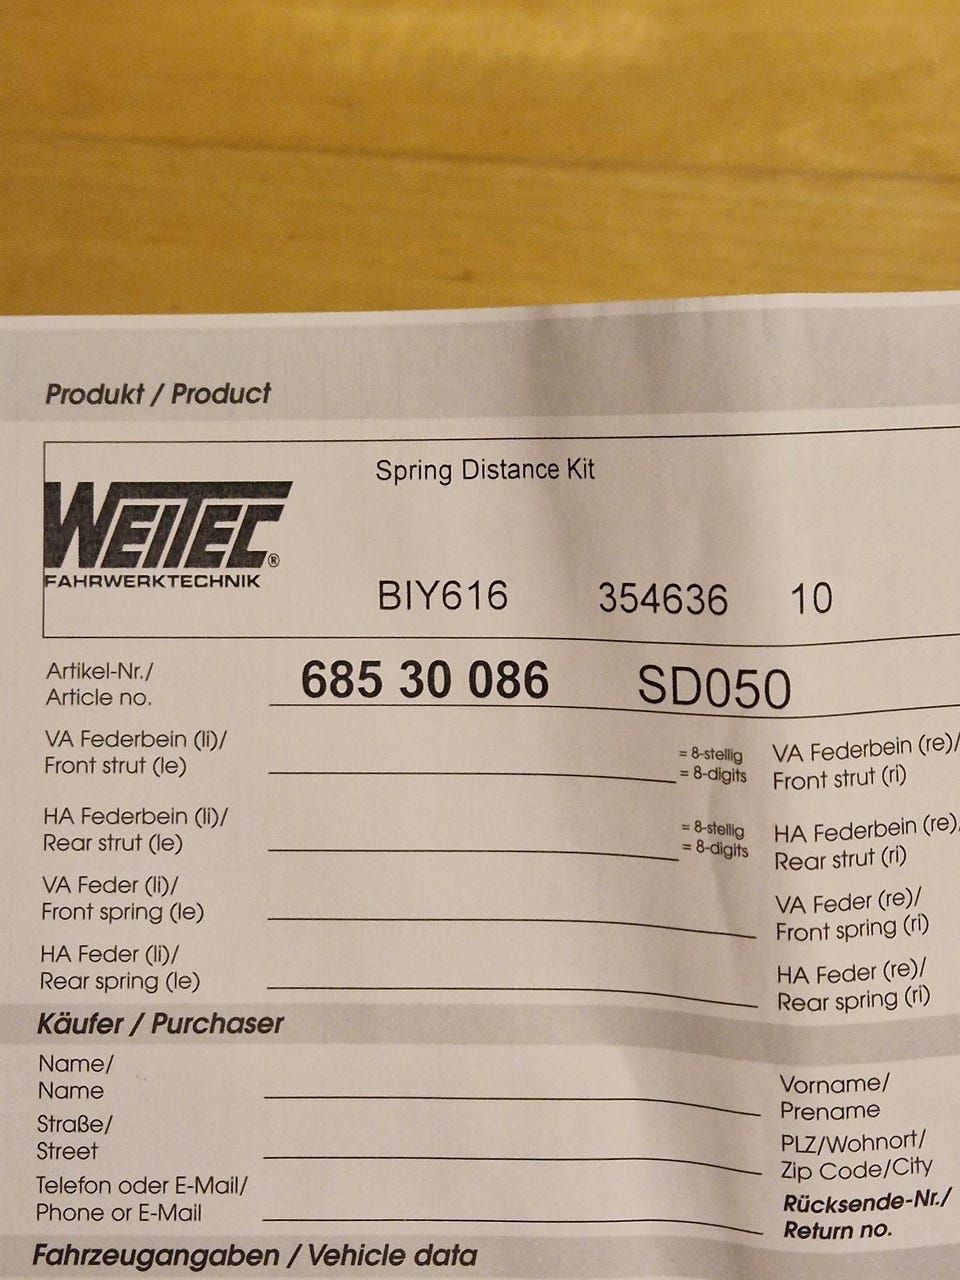 Produkt / Product
Spring Distance Kit
WEITEC®
FAHRWERKTECHNIK
BIY616 354636 10
Artikel-Nr./
Article no.
685 30 086 SD050
VA Federbein (li)/
Front strut (le)
= 8-stellig
= 8-digits
VA Federbein (re)/
Front strut (ri)
HA Federbein (li)/
Rear strut (le)
= 8-stellig
= 8-digits
HA Federbein (re)/
Rear strut (ri)
VA Feder (li)/
Front spring (le)
VA Feder (re)/
Front spring (ri)
HA Feder (li)/
Rear spring (le)
HA Feder (re)/
Rear spring (ri)
Käufer / Purchaser
Name/
Name
Vorname/
Prename
Straße/
Street
PLZ/Wohnort/
Zip Code/City
Telefon oder E-Mail/
Phone or E-Mail
Rücksende-Nr./
Return no.
Fahrzeugangaben / Vehicle data